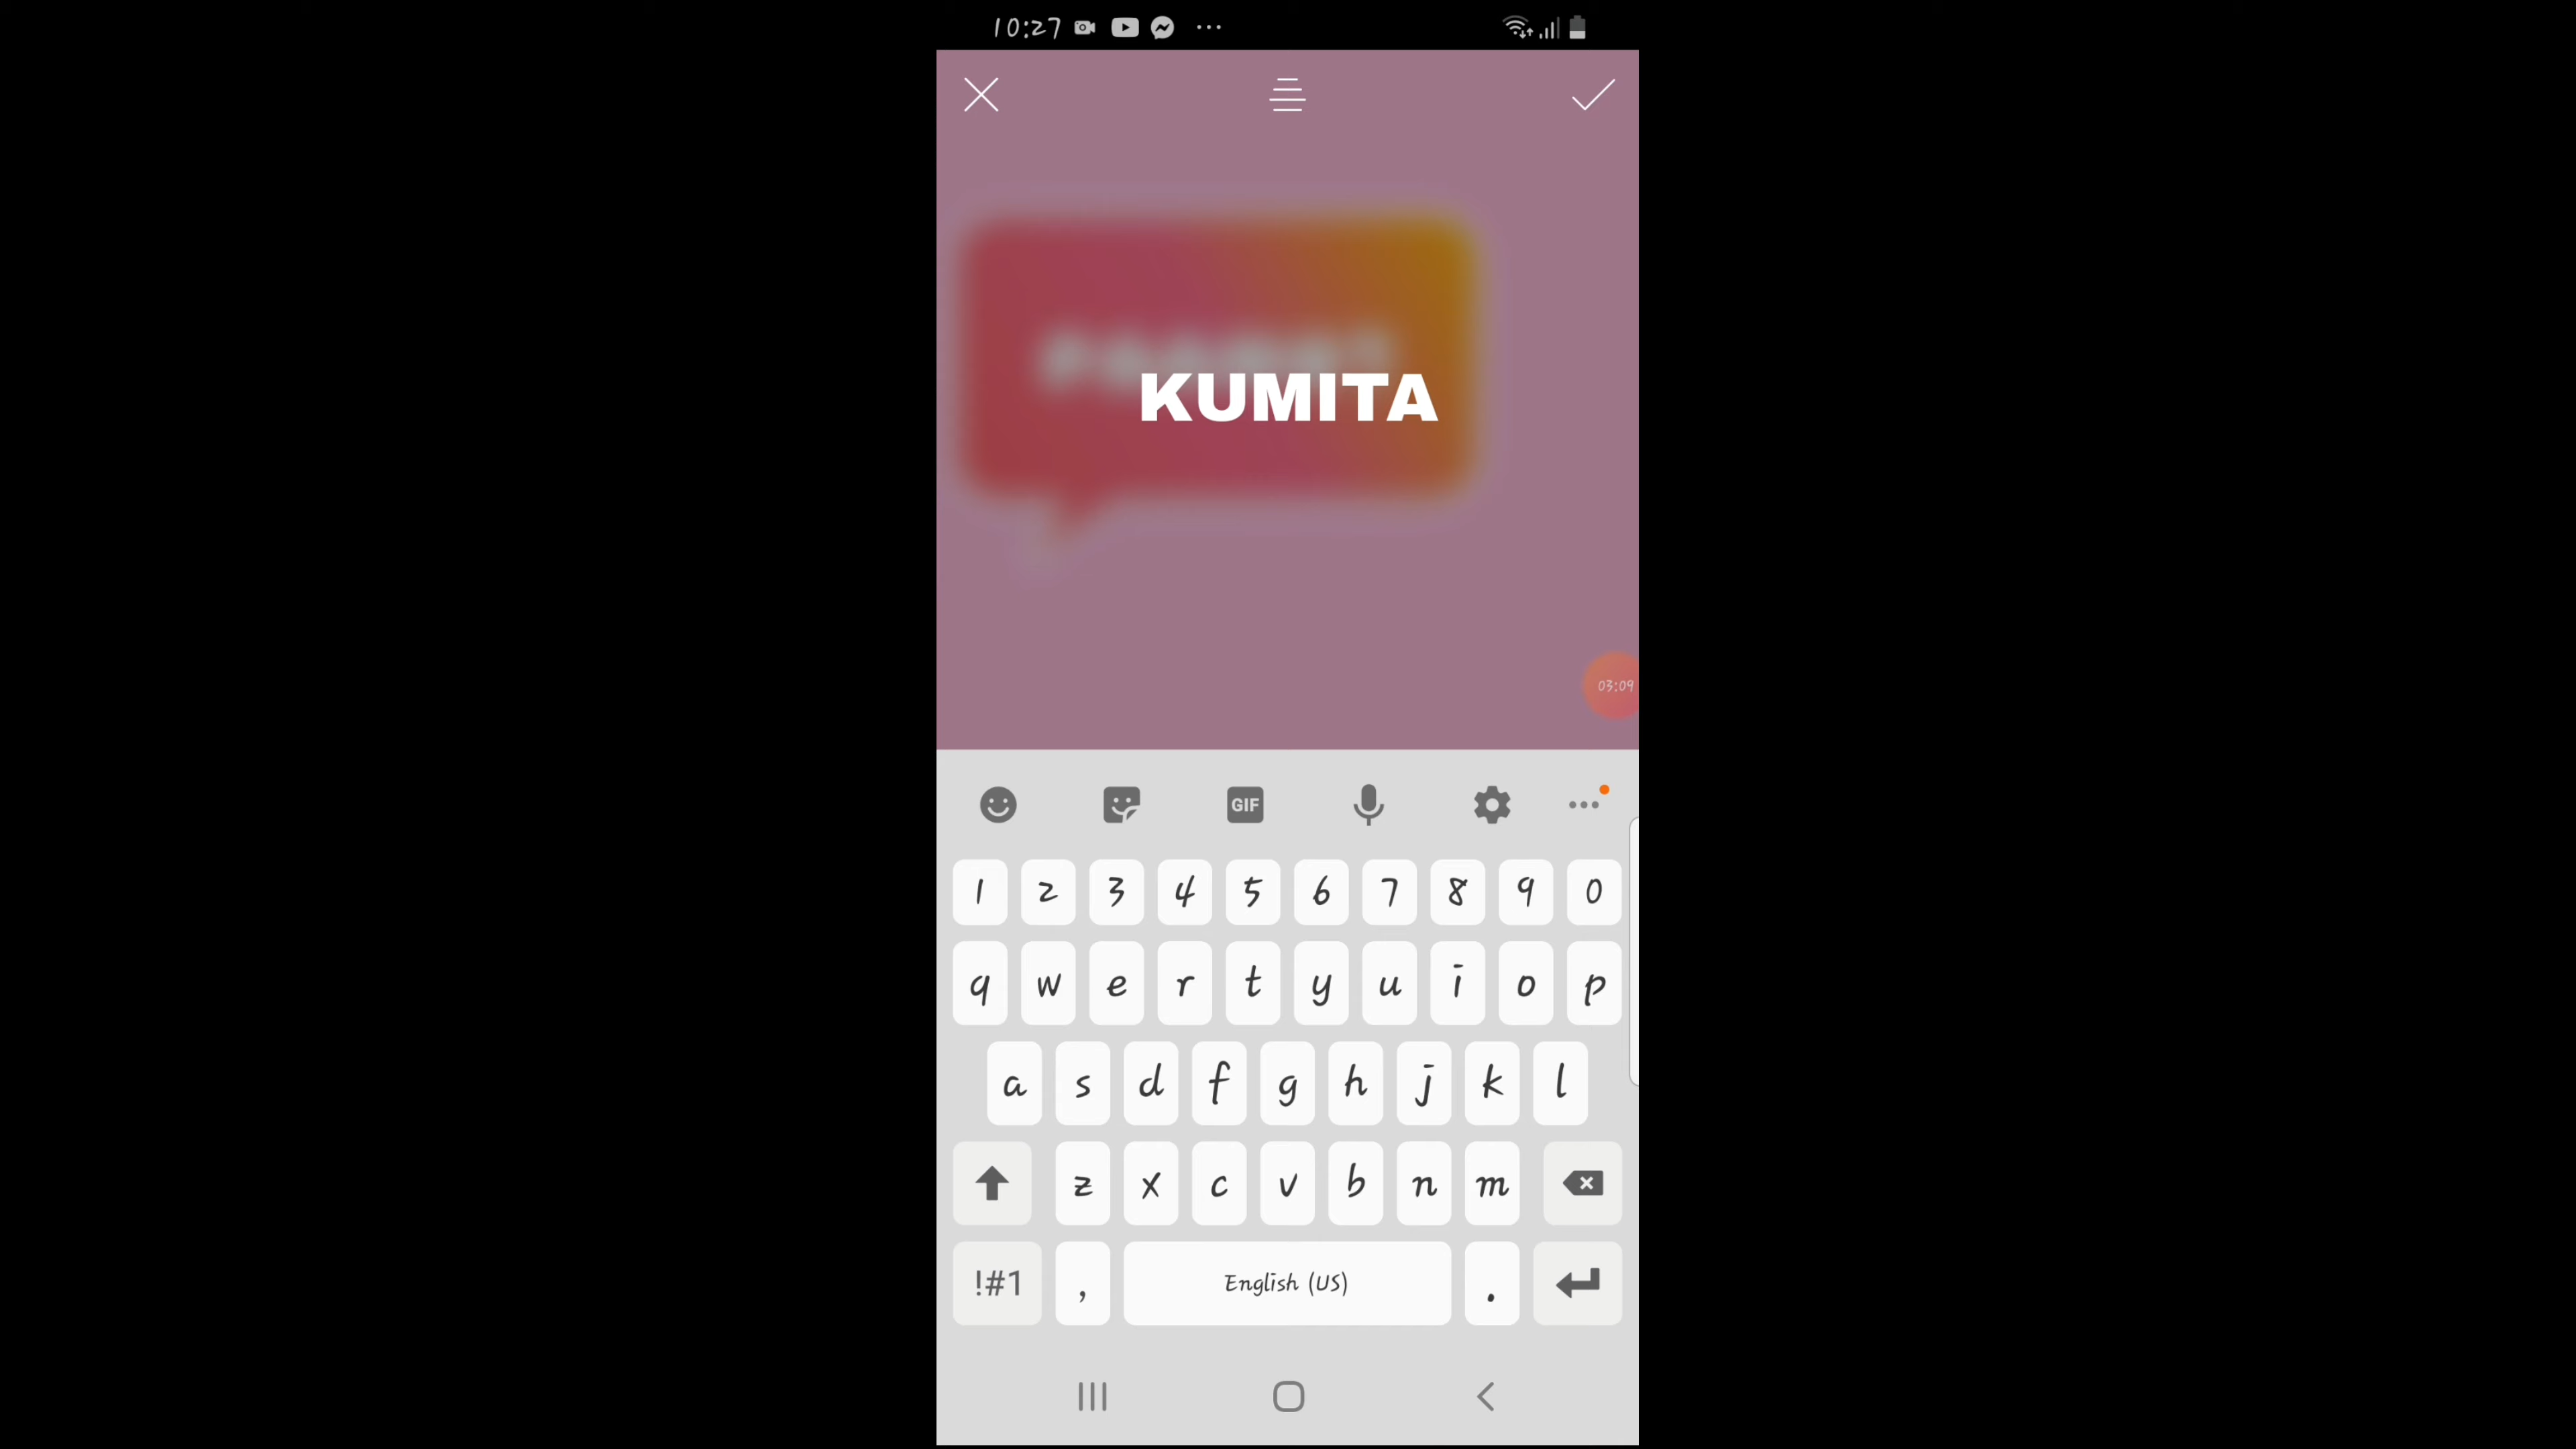 10:27
KUMITA
03:09
GIF
1 2 3 4 5 6 7 8 9 0
q w e r t y u i o p
a s d f g h j k l
z x c v b n m
!#1 , English (US) .